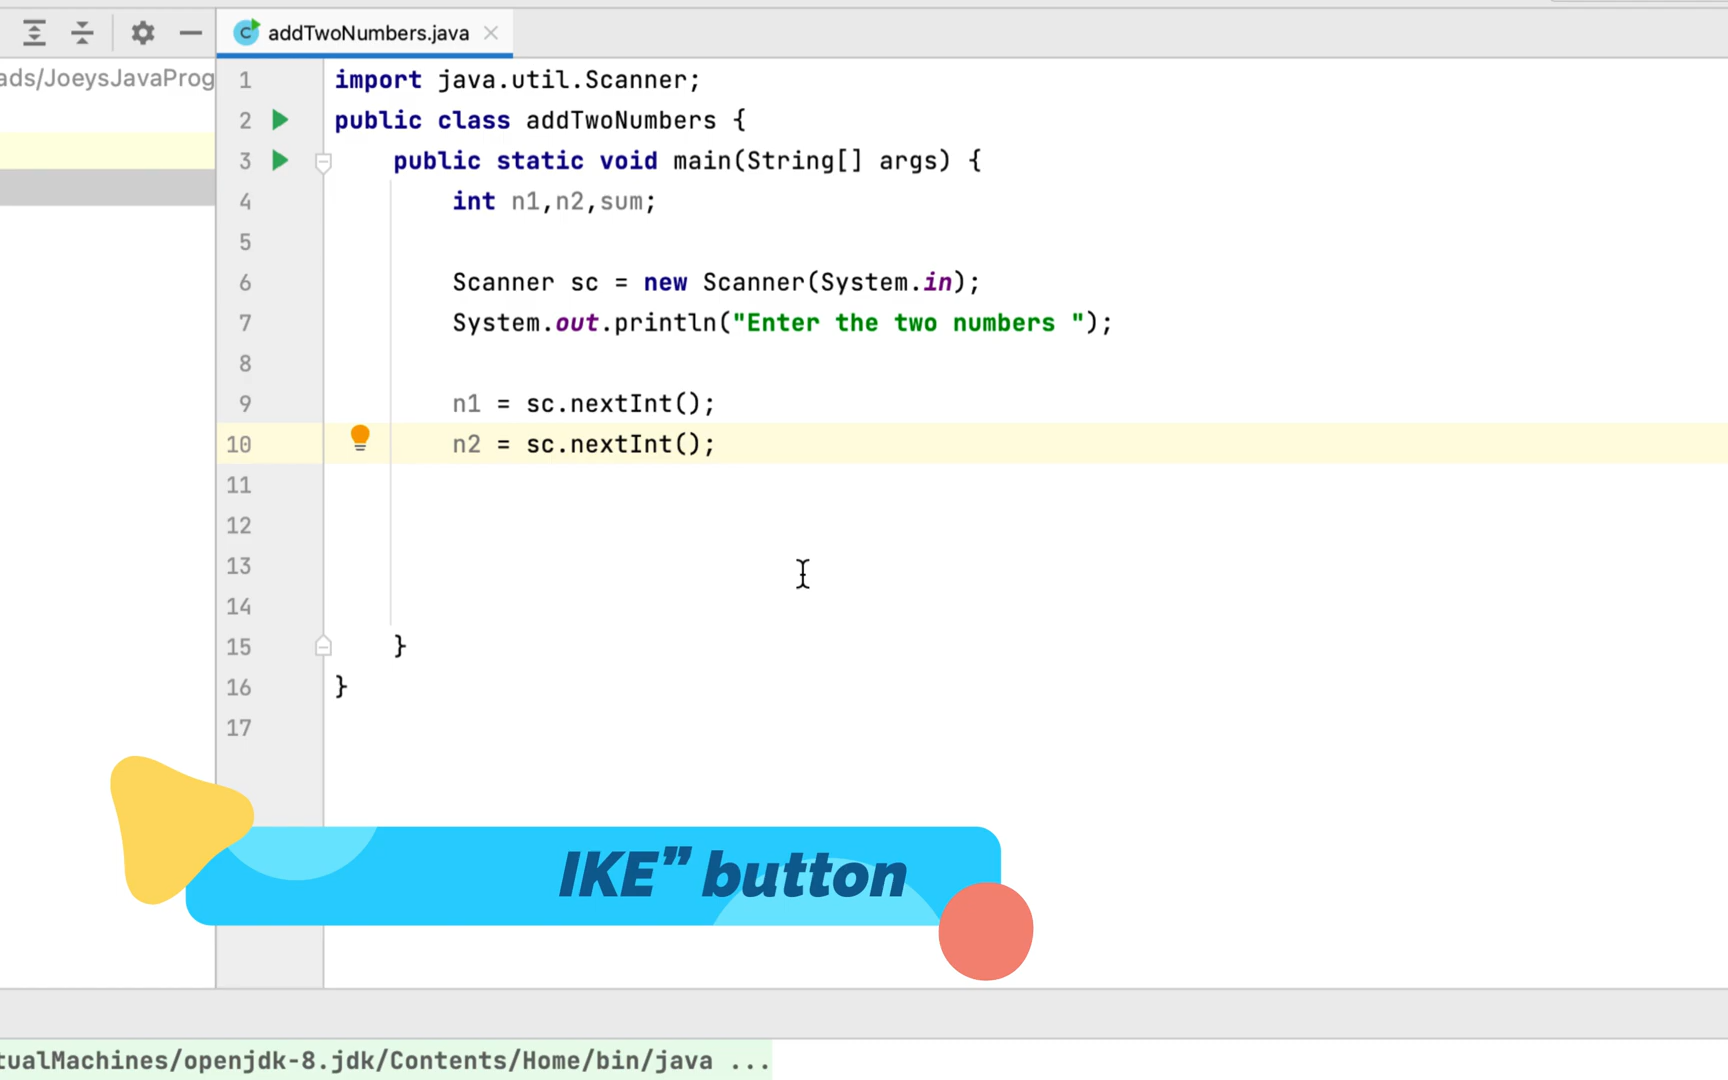 addTwoNumbers.java
ads/JoeysJavaProg
1 import java.util.Scanner;
2 public class addTwoNumbers {
3 public static void main(String[] args) {
4 int n1,n2,sum;
5
6 Scanner sc = new Scanner(System.in);
7 System.out.println("Enter the two numbers ");
8
9 n1 = sc.nextInt();
10 n2 = sc.nextInt();
11
12
13
14
15 }
16 }
17
IKE” button
tualMachines/openjdk-8.jdk/Contents/Home/bin/java ...